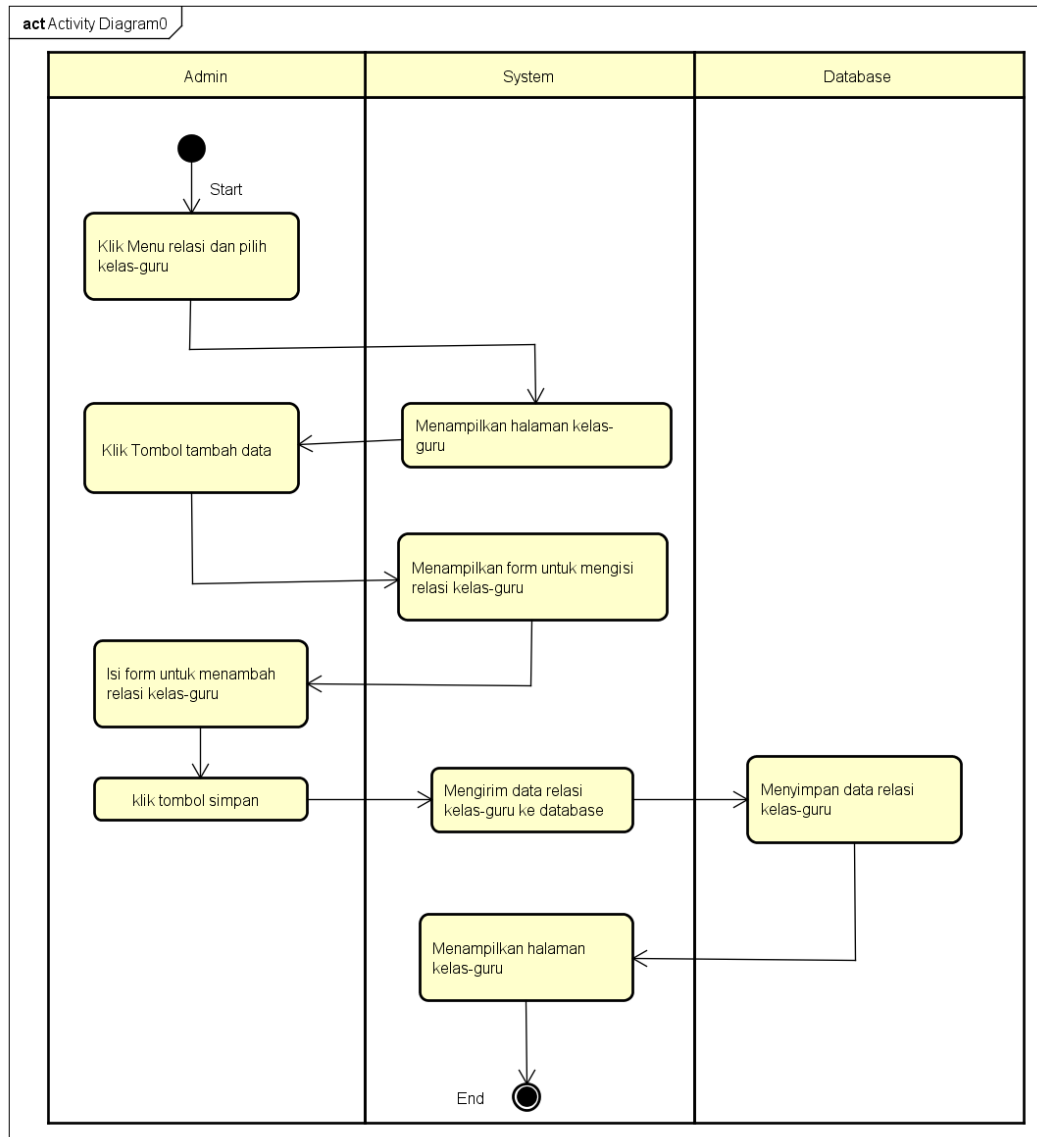 act Activity Diagram0
Admin
System
Database
Start
Klik Menu relasi dan pilih
kelas-guru
Menampilkan halaman kelas-
guru
Klik Tombol tambah data
Menampilkan form untuk mengisi
relasi kelas-guru
Isi form untuk menambah
relasi kelas-guru
klik tombol simpan
Mengirim data relasi
kelas-guru ke database
Menyimpan data relasi
kelas-guru
Menampilkan halaman
kelas-guru
End